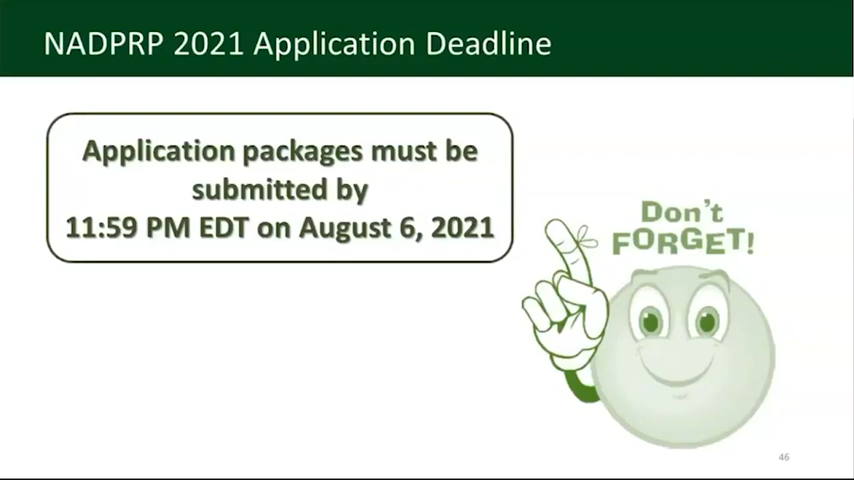 NADPRP 2021 Application Deadline
Application packages must be
submitted by
11:59 PM EDT on August 6, 2021
Don't
FORGET!
46